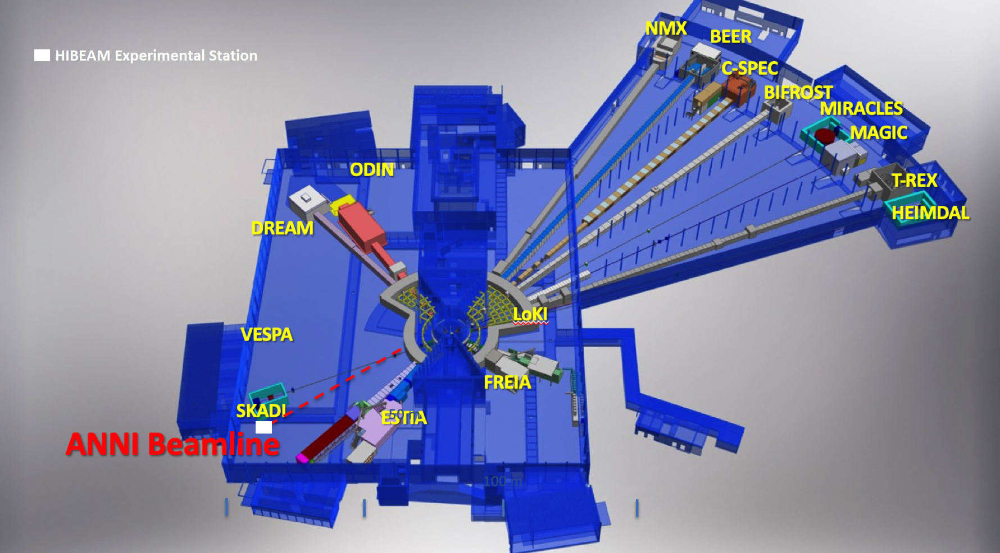 NMX
BEER
HIBEAM Experimental Station
C-SPEC
BIFROST
MIRACLES
MAGIC
ODIN
T-REX
HEIMDAL
DREAM
LoKI
VESPA
FREIA
SKADI
ESTIA
ANNI Beamline
100 m